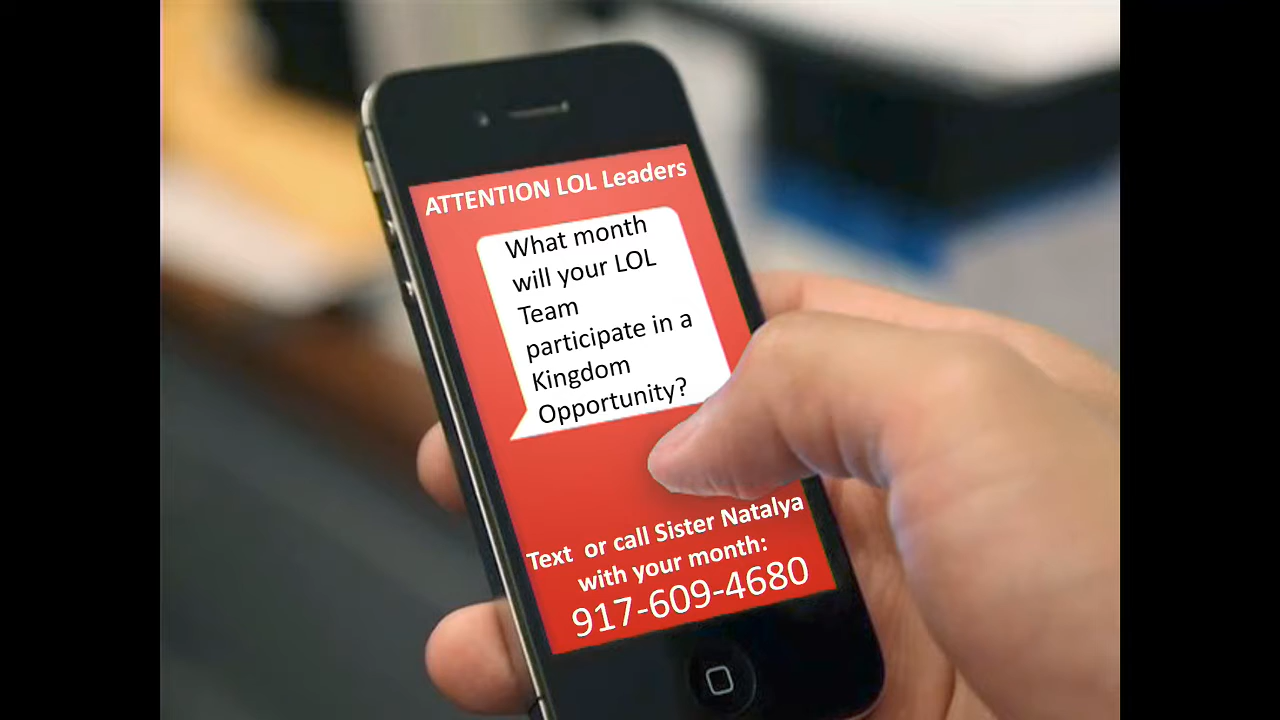 ATTENTION LOL Leaders
What month
will your LOL
Team
participate in a
Kingdom
Opportunity?
Text or call Sister Natalya
with your month:
917-609-4680